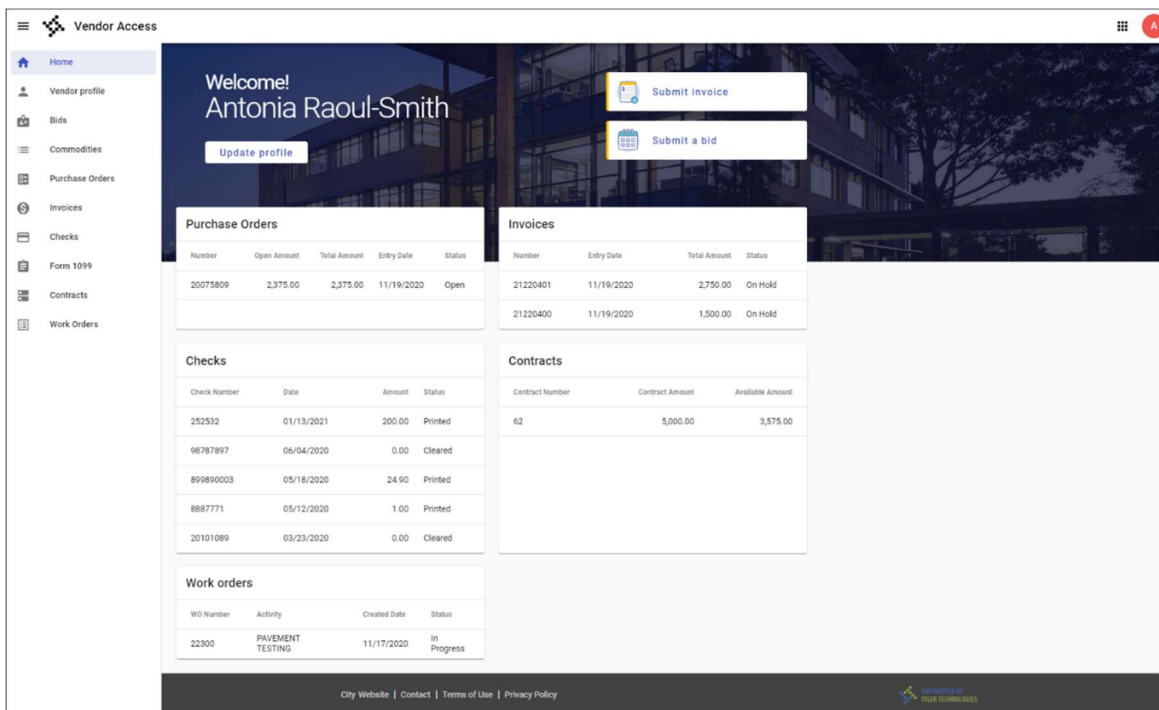 Vendor Access
A
Home
Vendor profile
Bids
Commodities
Purchase Orders
Invoices
Checks
Form 1099
Contracts
Work Orders
Welcome!
Antonia Raoul-Smith
Update profile
Submit invoice
Submit a bid
Purchase Orders
Number Open Amount Total Amount Entry Date Status
20075809 2,375.00 2,375.00 11/19/2020 Open
Invoices
Number Entry Date Total Amount Status
21220401 11/19/2020 2,750.00 On Hold
21220400 11/19/2020 1,500.00 On Hold
Checks
Check Number Date Amount Status
252532 01/13/2021 200.00 Printed
98787897 06/04/2020 0.00 Cleared
899890003 05/18/2020 24.90 Printed
8887771 05/12/2020 1.00 Printed
20101089 03/23/2020 0.00 Cleared
Contracts
Contract Number Contract Amount Available Amount
62 5,000.00 3,575.00
Work orders
WO Number Activity Created Date Status
22300 PAVEMENT TESTING 11/17/2020 In Progress
City Website | Contact | Terms of Use | Privacy Policy
EMPOWERED BY
TYLER TECHNOLOGIES